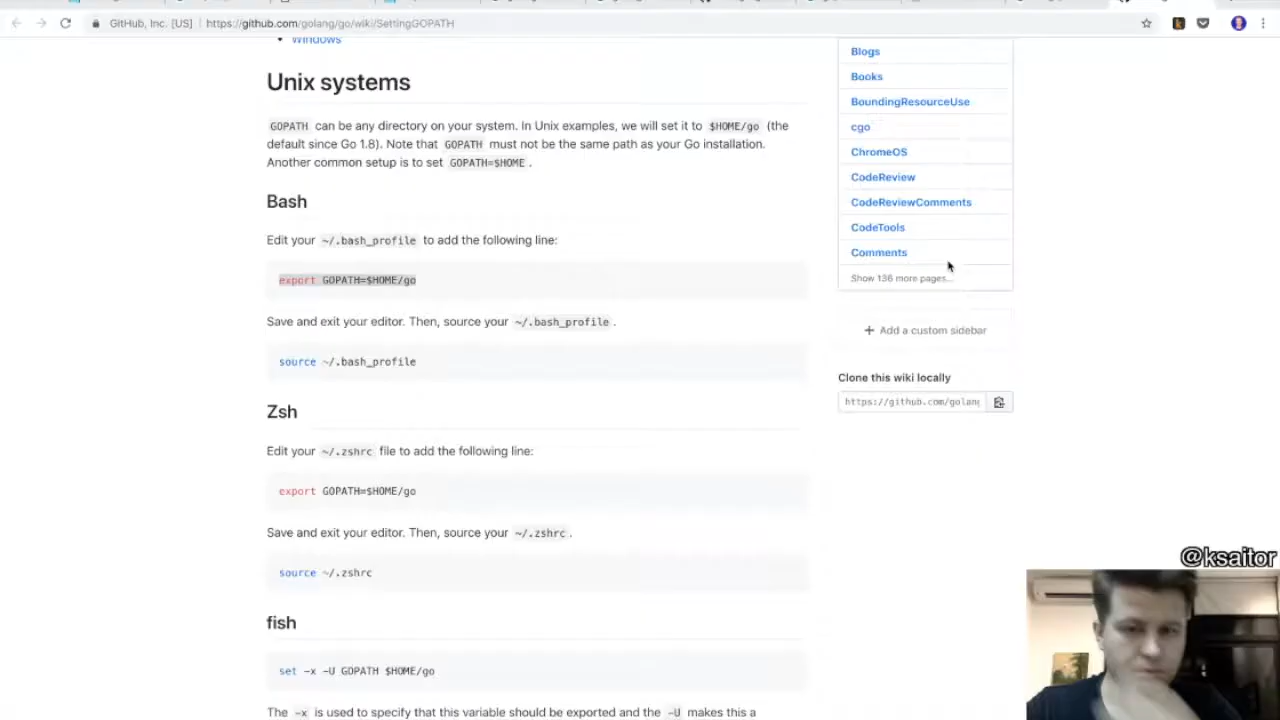 GitHub, Inc. [US] | https://github.com/golang/go/wiki/SettingGOPATH
Windows
Unix systems
GOPATH can be any directory on your system. In Unix examples, we will set it to $HOME/go (the
default since Go 1.8). Note that GOPATH must not be the same path as your Go installation.
Another common setup is to set GOPATH=$HOME .
Bash
Edit your ~/.bash_profile to add the following line:
export GOPATH=$HOME/go
Save and exit your editor. Then, source your ~/.bash_profile .
source ~/.bash_profile
Zsh
Edit your ~/.zshrc file to add the following line:
export GOPATH=$HOME/go
Save and exit your editor. Then, source your ~/.zshrc .
source ~/.zshrc
fish
set -x -U GOPATH $HOME/go
The -x is used to specify that this variable should be exported and the -U makes this a
Blogs
Books
BoundingResourceUse
cgo
ChromeOS
CodeReview
CodeReviewComments
CodeTools
Comments
Show 136 more pages...
+ Add a custom sidebar
Clone this wiki locally
https://github.com/golang
@ksaitor